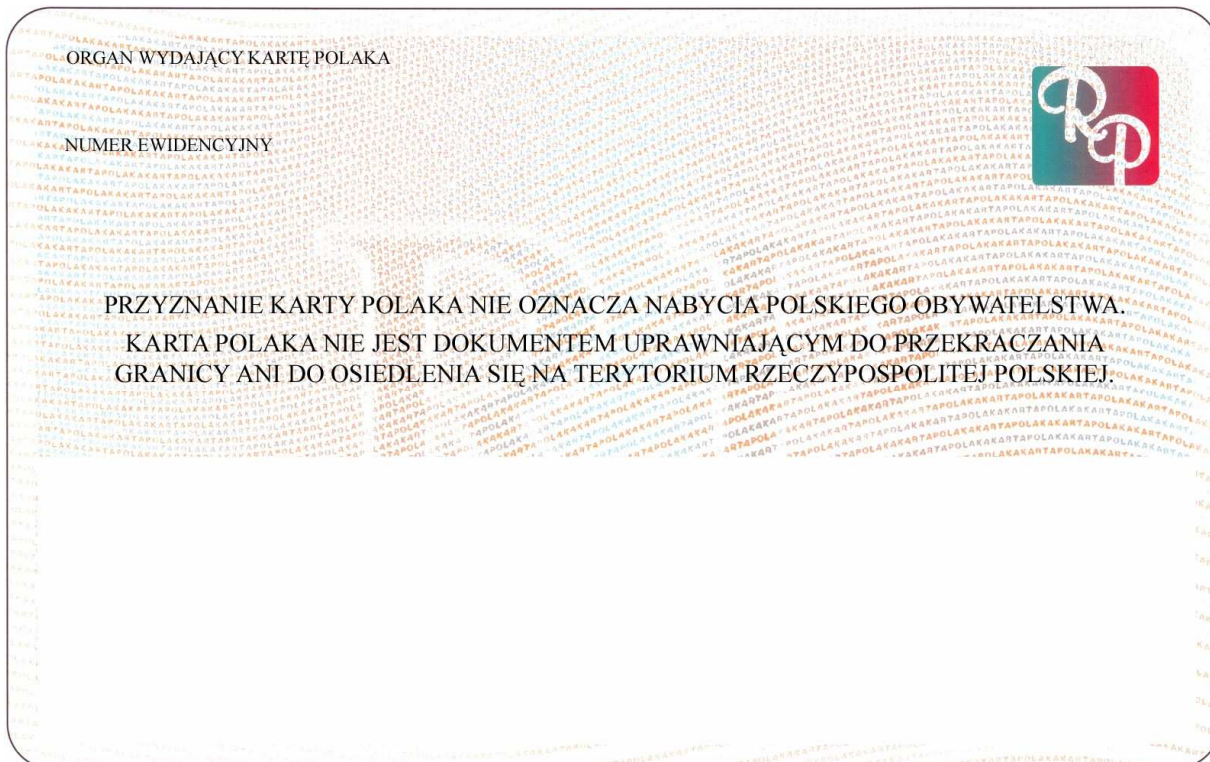 ORGAN WYDAJĄCY KARTĘ POLAKA
RP
NUMER EWIDENCYJNY
PRZYZNANIE KARTY POLAKA NIE OZNACZA NABYCIA POLSKIEGO OBYWATELSTWA.
KARTA POLAKA NIE JEST DOKUMENTEM UPRAWNIAJĄCYM DO PRZEKRACZANIA
GRANICY ANI DO OSIEDLENIA SIĘ NA TERYTORIUM RZECZYPOSPOLITEJ POLSKIEJ.